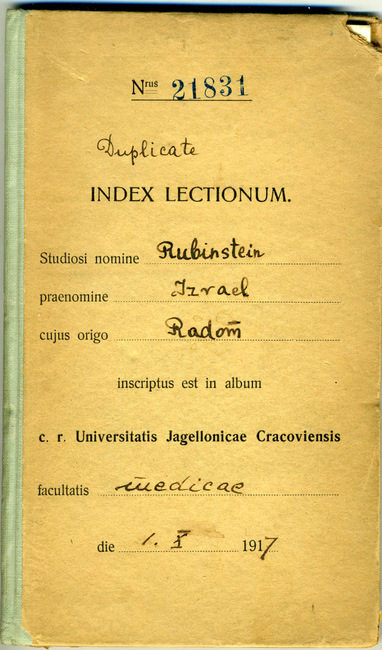 Nrus 21831
Duplicate
INDEX LECTIONUM.
Studiosi nomine Rubinstein
praenomine Izrael
cujus origo Radom
inscriptus est in album
c. r. Universitatis Jagellonicae Cracoviensis
facultatis medicae
die 1. X 1917